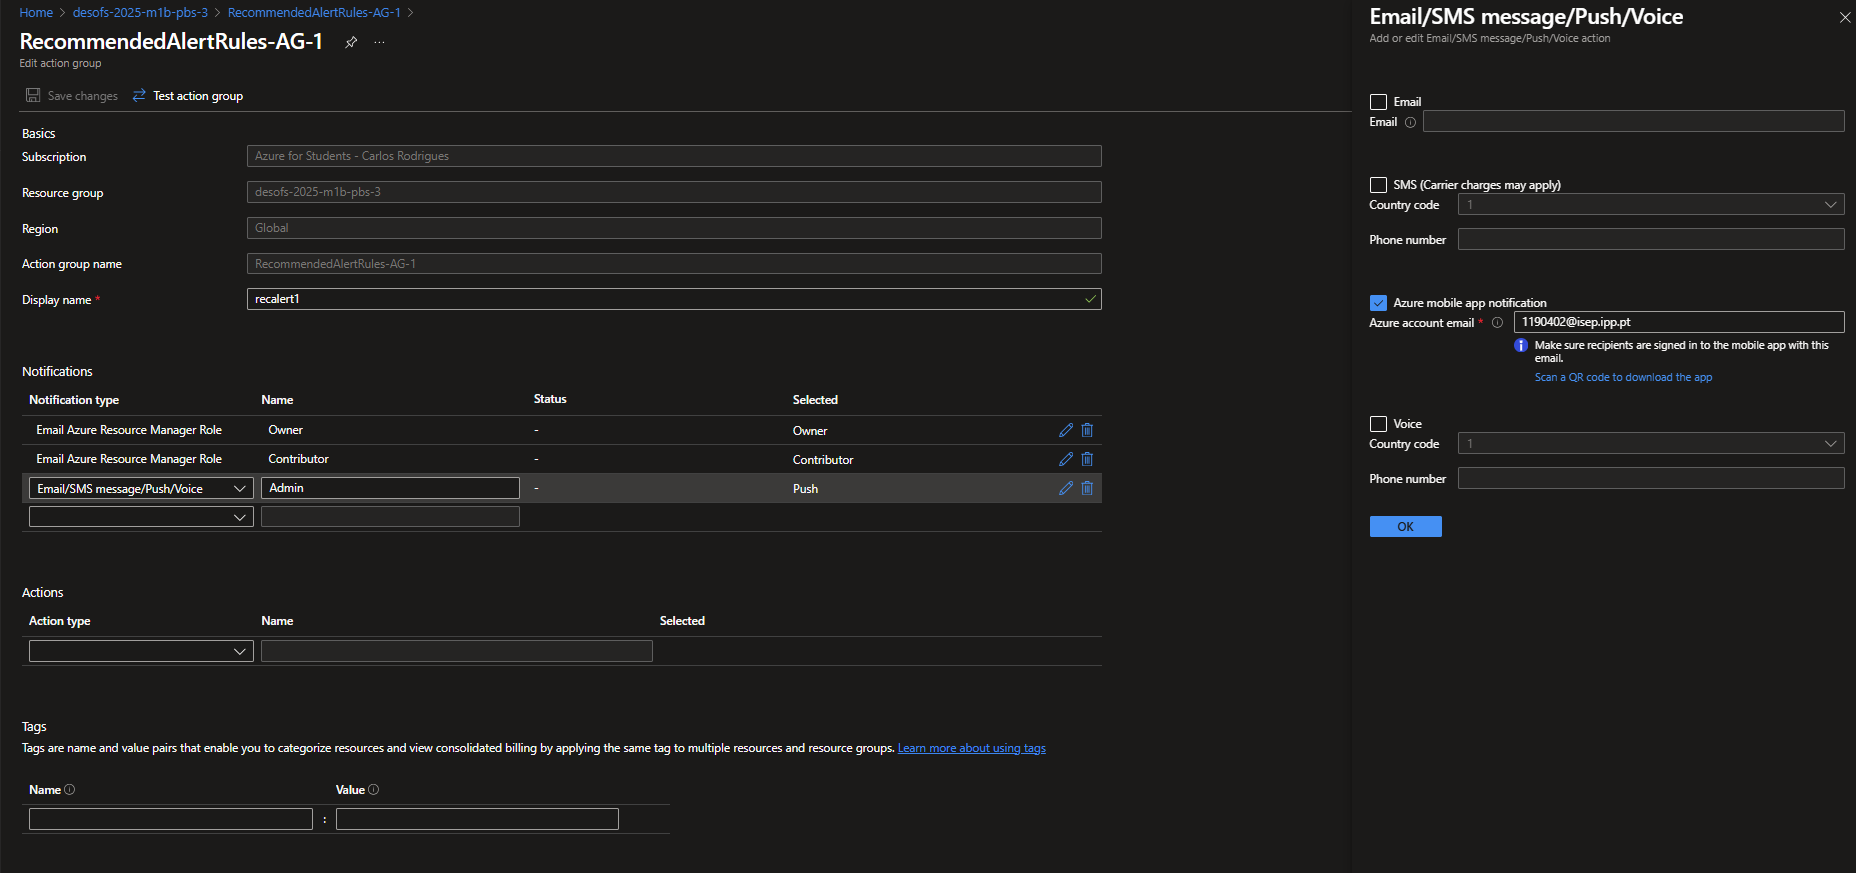 Home > desofs-2025-m1b-pbs-3 > RecommendedAlertRules-AG-1 >
RecommendedAlertRules-AG-1
Edit action group
Save changes
Test action group
Basics
Subscription
Azure for Students - Carlos Rodrigues
Resource group
desofs-2025-m1b-pbs-3
Region
Global
Action group name
RecommendedAlertRules-AG-1
Display name *
recalert1
Notifications
Notification type Name Status Selected
Email Azure Resource Manager Role Owner - Owner
Email Azure Resource Manager Role Contributor - Contributor
Email/SMS message/Push/Voice Admin - Push
Actions
Action type Name Selected
Tags
Tags are name and value pairs that enable you to categorize resources and view consolidated billing by applying the same tag to multiple resources and resource groups. Learn more about using tags
Name Value
:
Email/SMS message/Push/Voice
Add or edit Email/SMS message/Push/Voice action
Email
Email
SMS (Carrier charges may apply)
Country code 1
Phone number
Azure mobile app notification
Azure account email * 1190402@isep.ipp.pt
Make sure recipients are signed in to the mobile app with this
email.
Scan a QR code to download the app
Voice
Country code 1
Phone number
OK